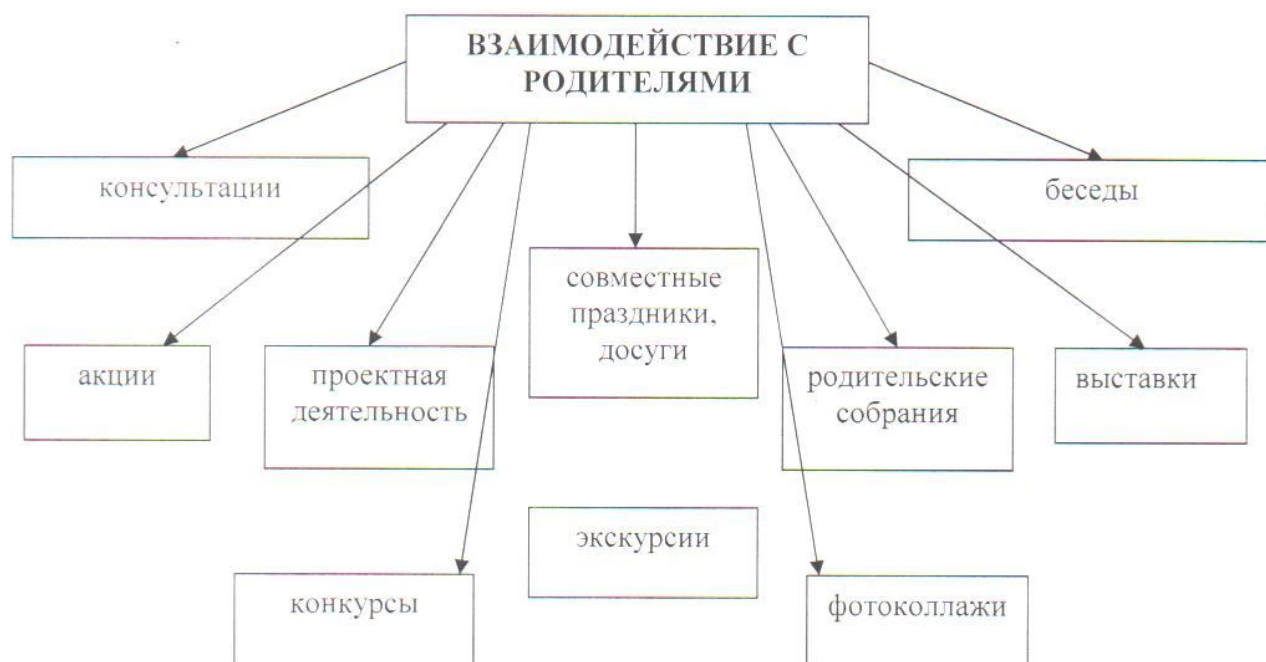 ВЗАИМОДЕЙСТВИЕ С
РОДИТЕЛЯМИ
консультации
беседы
совместные
праздники,
досуги
акции
проектная
деятельность
родительские
собрания
выставки
экскурсии
конкурсы
фотоколлажи